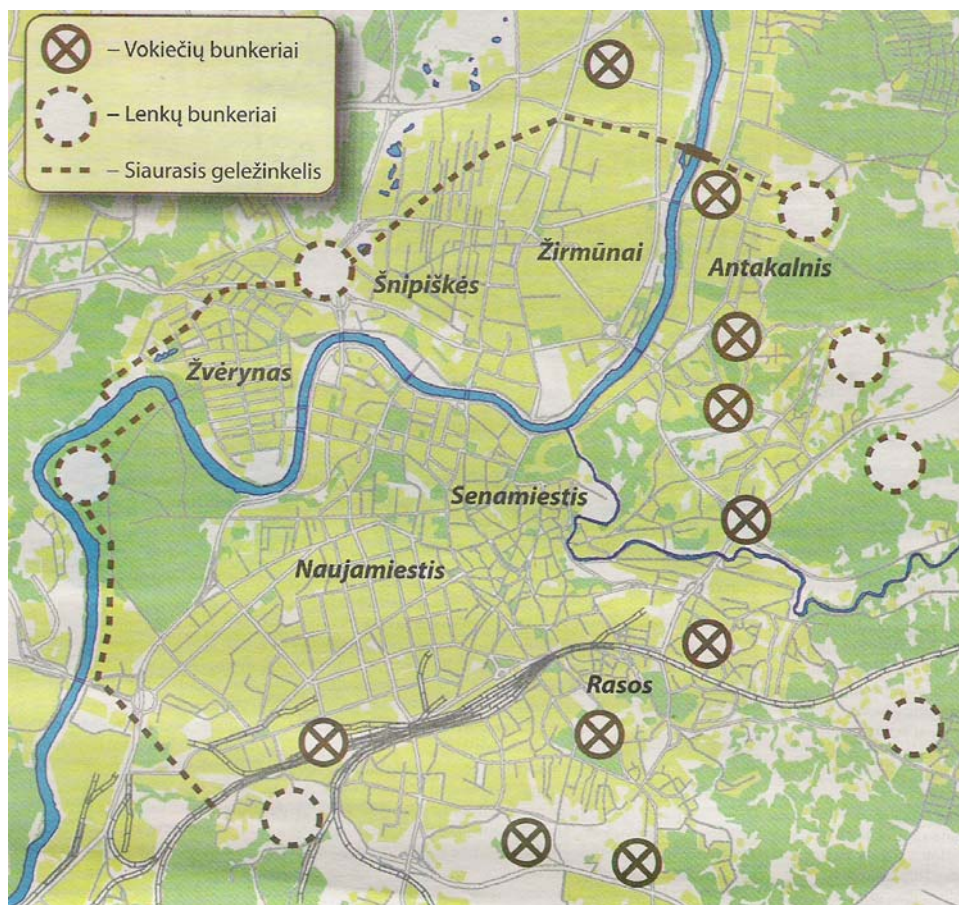 – Vokiečių bunkeriai
– Lenkų bunkeriai
– Siaurasis geležinkelis
Žirmūnai
Antakalnis
Šnipiškės
Žvėrynas
Senamiestis
Naujamiestis
Rasos